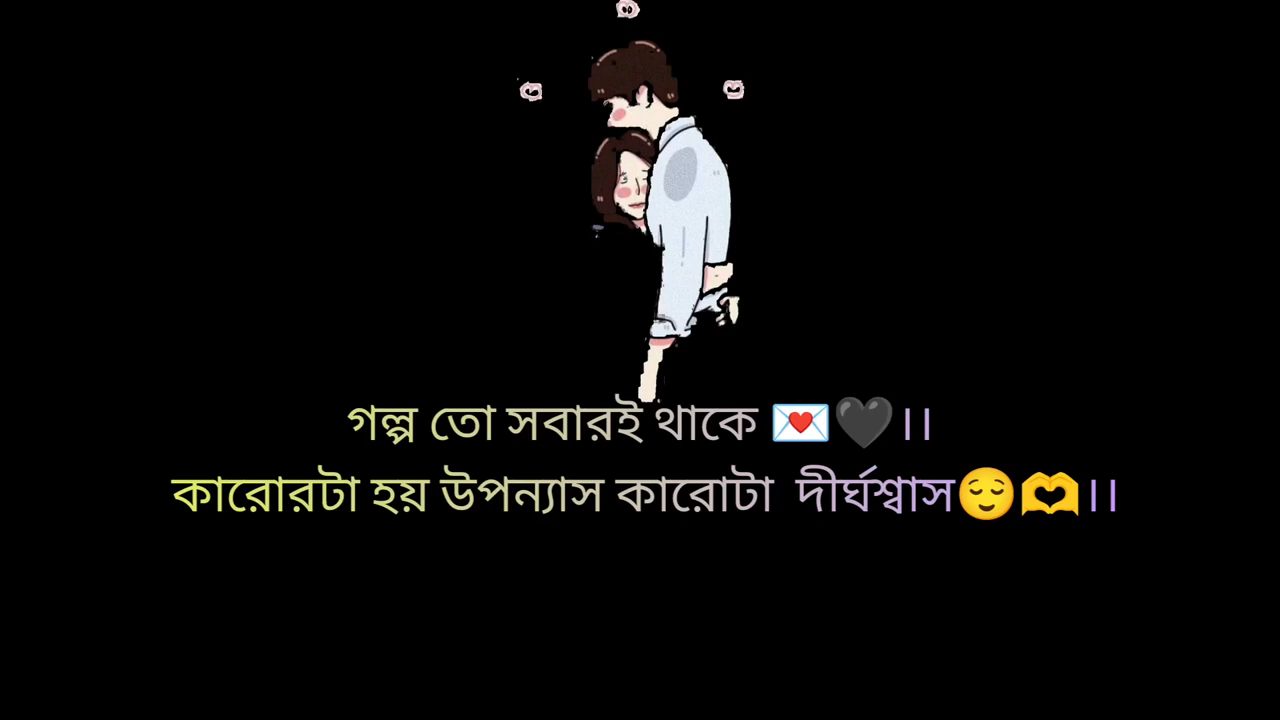 গল্প তো সবারই থাকে 💌🖤।।
কারোরটা হয় উপন্যাস কারোটা  দীর্ঘশ্বাস😌🫶।।